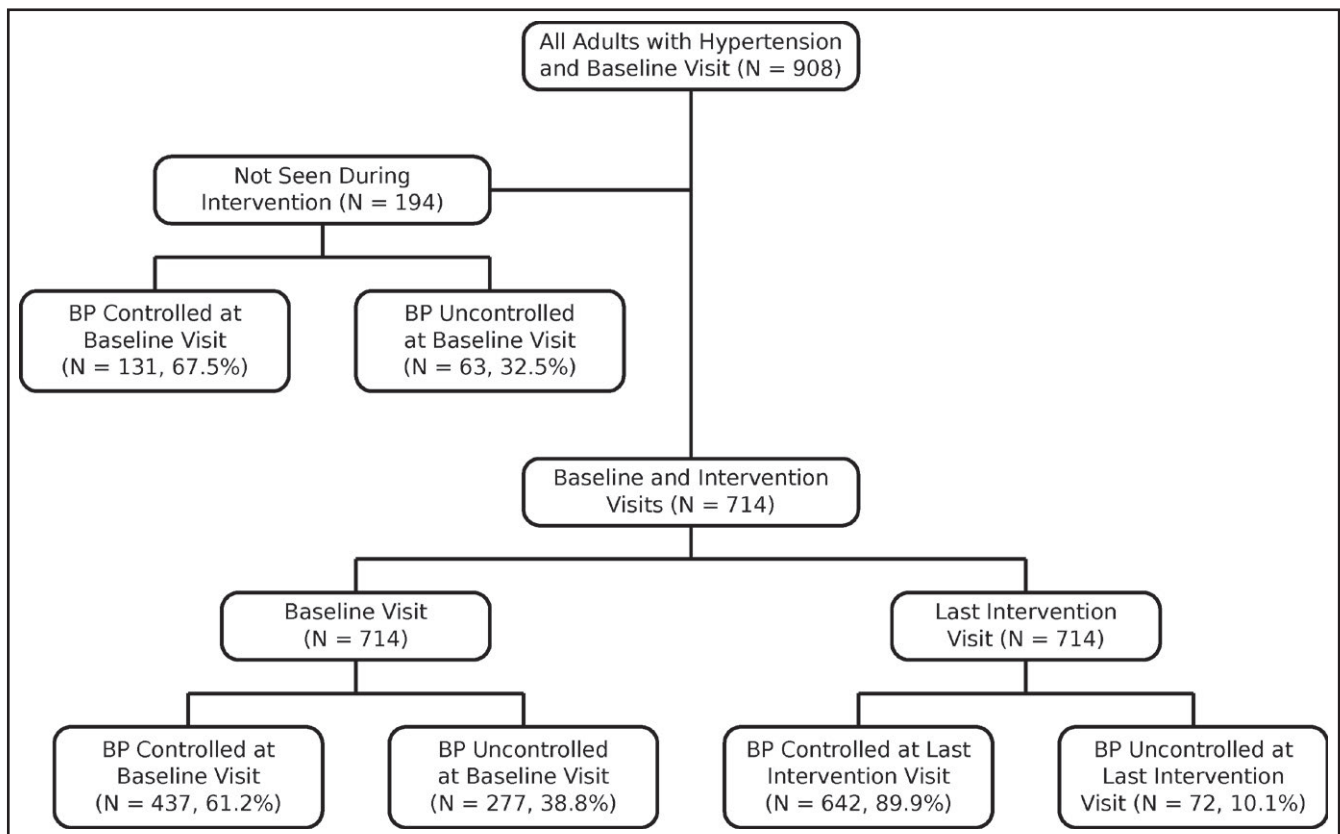 All Adults with Hypertension
and Baseline Visit (N = 908)
Not Seen During
Intervention (N = 194)
BP Controlled at
Baseline Visit
(N = 131, 67.5%)
BP Uncontrolled
at Baseline Visit
(N = 63, 32.5%)
Baseline and Intervention
Visits (N = 714)
Baseline Visit
(N = 714)
Last Intervention
Visit (N = 714)
BP Controlled at
Baseline Visit
(N = 437, 61.2%)
BP Uncontrolled
at Baseline Visit
(N = 277, 38.8%)
BP Controlled at Last
Intervention Visit
(N = 642, 89.9%)
BP Uncontrolled at
Last Intervention
Visit (N = 72, 10.1%)